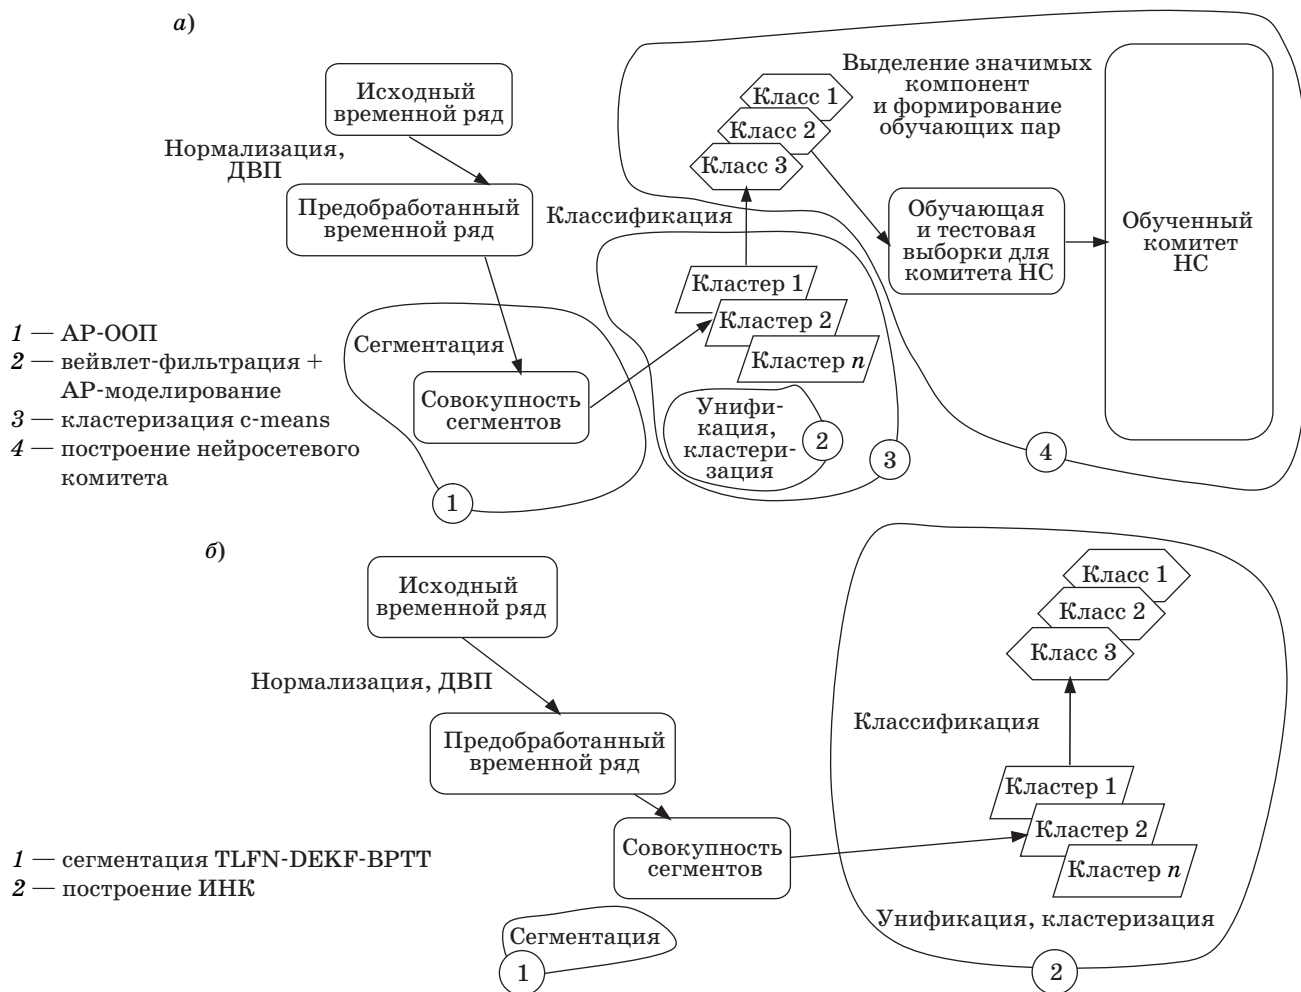 а)
Исходный
временной ряд
Нормализация,
ДВП
Предобработанный
временной ряд
Сегментация
Совокупность
сегментов
1
Классификация
Класс 1
Класс 2
Класс 3
Кластер 1
Кластер 2
Кластер n
Унифи-
кация,
кластери-
зация
2
3
Выделение значимых
компонент
и формирование
обучающих пар
Обучающая
и тестовая
выборки для
комитета НС
Обученный
комитет
НС
4
1 — АР-ООП
2 — вейвлет-фильтрация +
АР-моделирование
3 — кластеризация c-means
4 — построение нейросетевого
комитета
б)
Исходный
временной ряд
Нормализация, ДВП
Предобработанный
временной ряд
Совокупность
сегментов
Сегментация
1
Класс 1
Класс 2
Класс 3
Классификация
Кластер 1
Кластер 2
Кластер n
Унификация, кластеризация
2
1 — сегментация TLFN-DEKF-BPTT
2 — построение ИНК